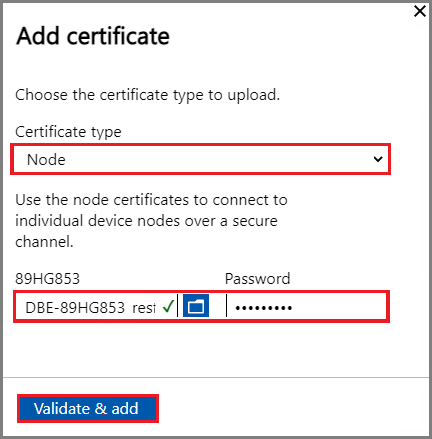 Add certificate
Choose the certificate type to upload.
Certificate type
Node
Use the node certificates to connect to
individual device nodes over a secure
channel.
89HG853 Password
DBE-89HG853 rest •••••••••
Validate & add